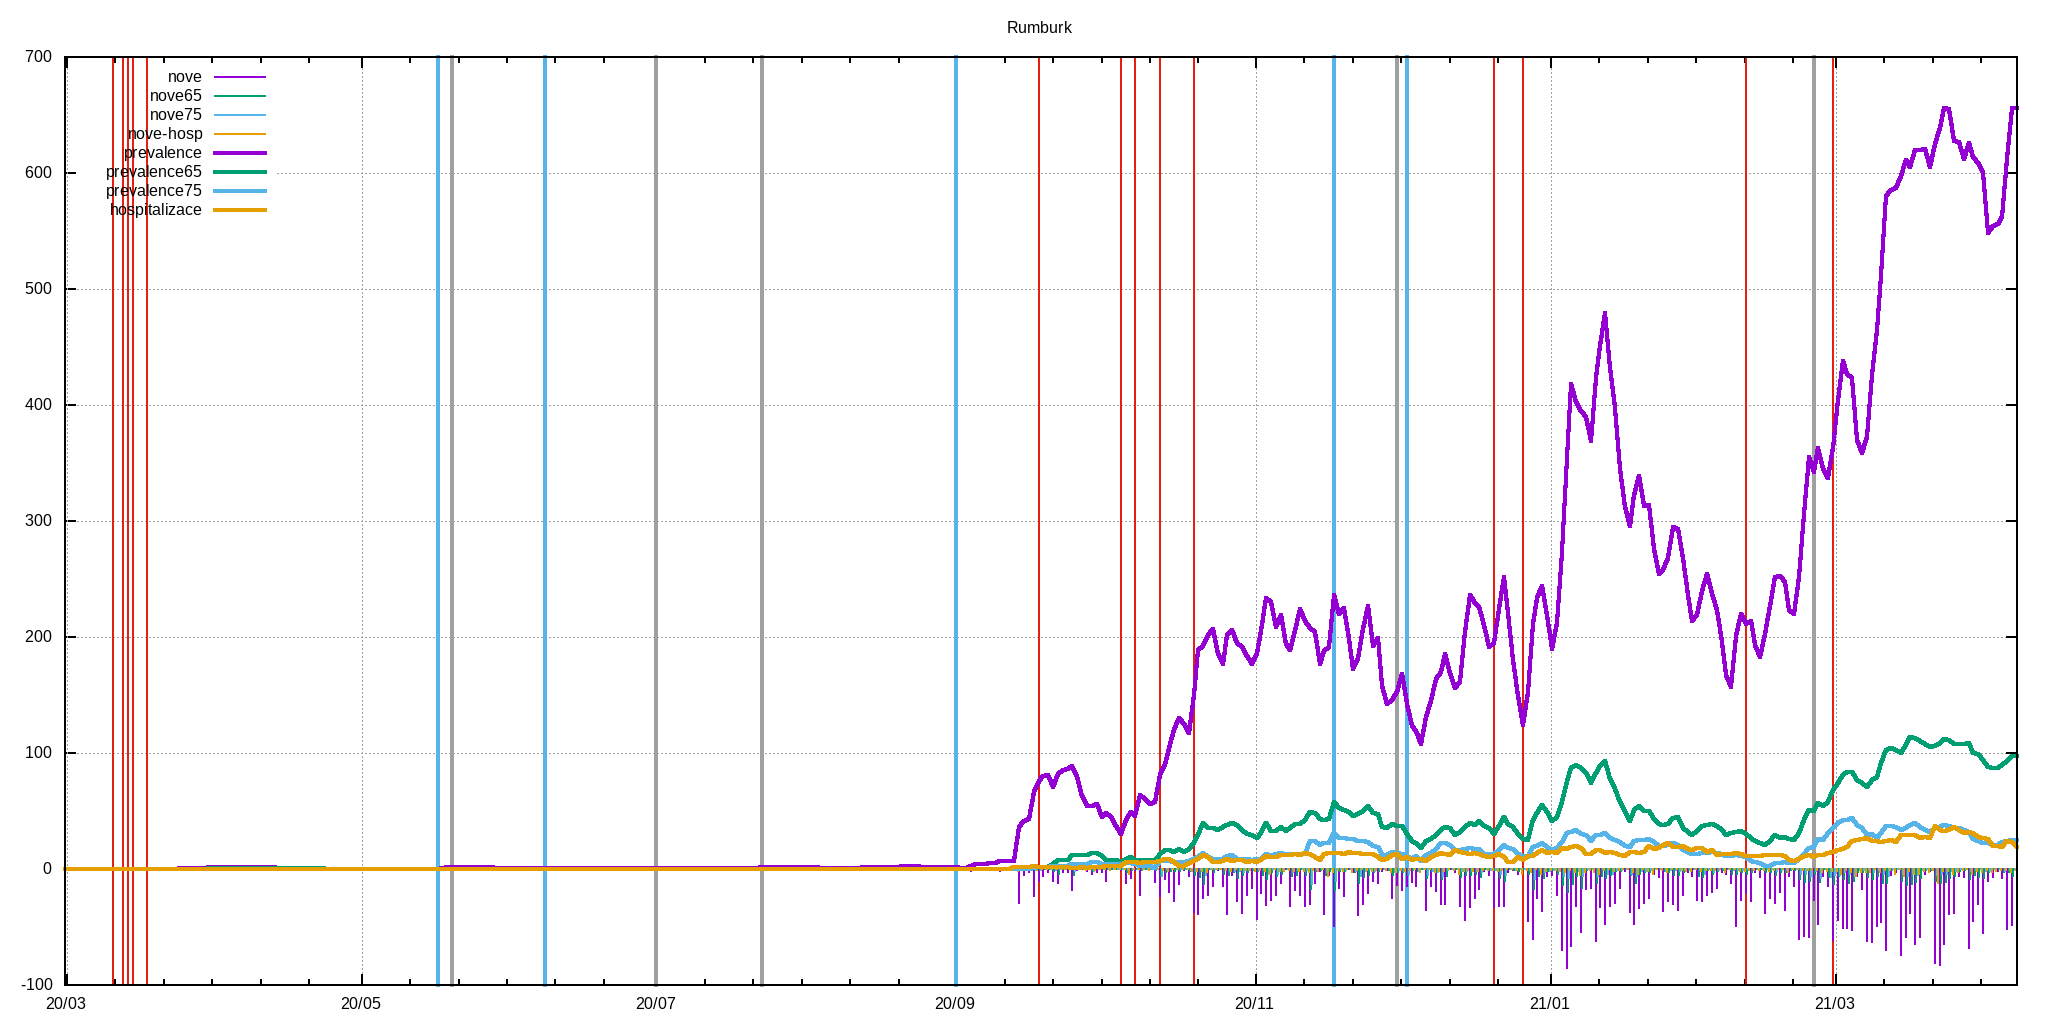 Rumburk
700
600
500
400
300
200
100
0
-100
nove
nove65
nove75
nove-hosp
prevalence
prevalence65
prevalence75
hospitalizace
20/03
20/05
20/07
20/09
20/11
21/01
21/03